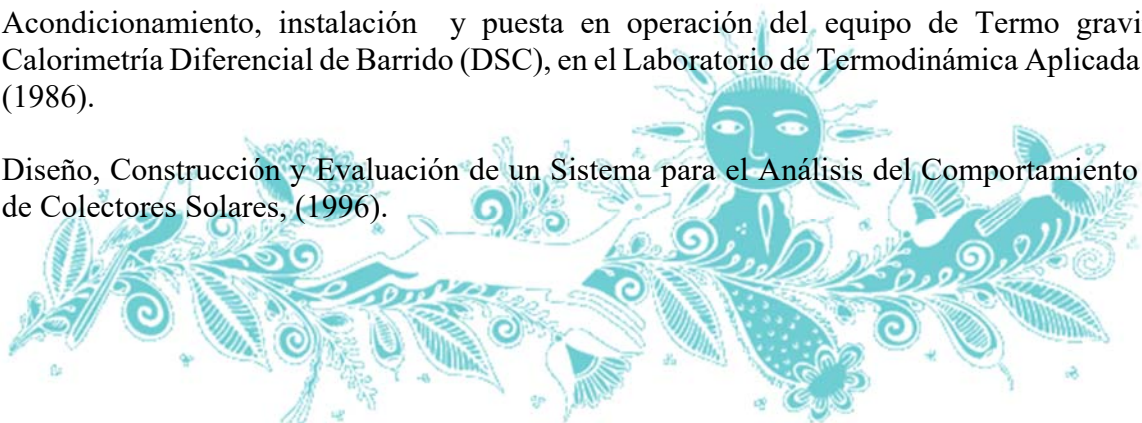 Acondicionamiento, instalación y puesta en operación del equipo de Termo gravi
Calorimetría Diferencial de Barrido (DSC), en el Laboratorio de Termodinámica Aplicada
(1986).
Diseño, Construcción y Evaluación de un Sistema para el Análisis del Comportamiento
de Colectores Solares, (1996).